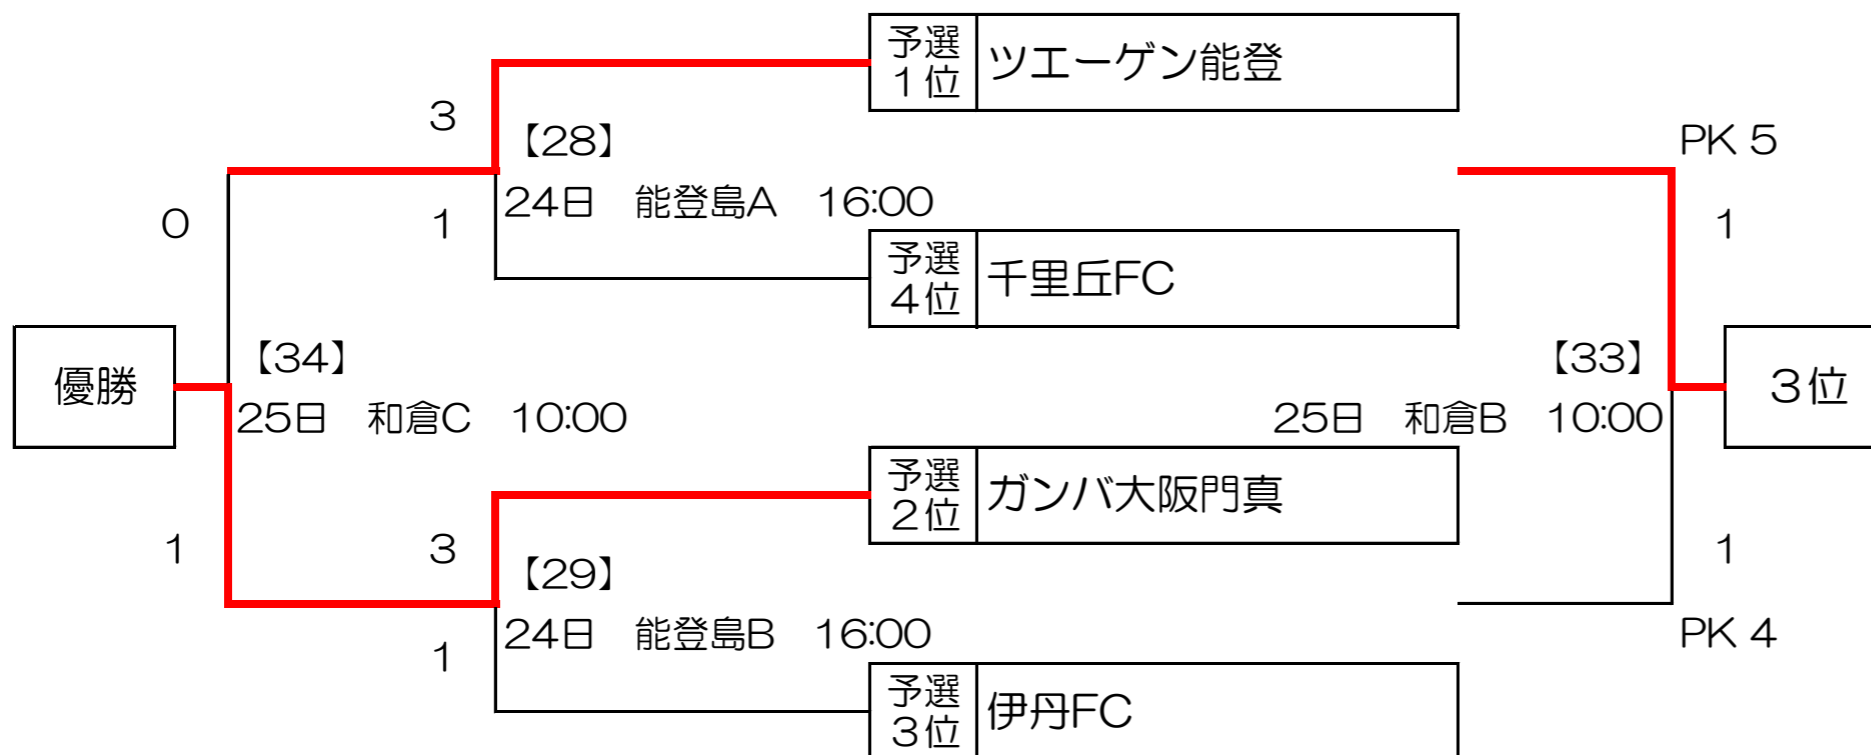 予選
1位
ツエーゲン能登
3
【28】
PK 5
24日　能登島A　16:00
0
1
1
予選
4位
千里丘FC
優勝
【34】
【33】
3位
25日　和倉C　10:00
25日　和倉B　10:00
予選
2位
ガンバ大阪門真
1
3
1
【29】
24日　能登島B　16:00
PK 4
1
予選
3位
伊丹FC